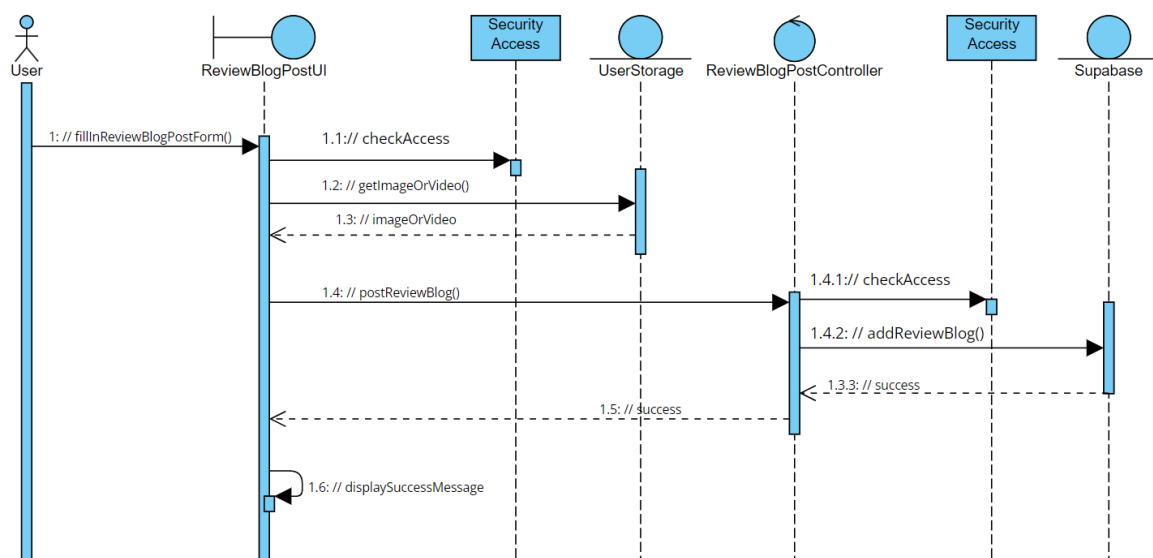 Security
Access
Security
Access
User
ReviewBlogPostUI
UserStorage
ReviewBlogPostController
Supabase
1: // fillInReviewBlogPostForm()
1.1:// checkAccess
1.2: // getImageOrVideo()
1.3: // imageOrVideo
1.4: // postReviewBlog()
1.4.1:// checkAccess
1.4.2: // addReviewBlog()
1.3.3: // success
1.5: // success
1.6: // displaySuccessMessage